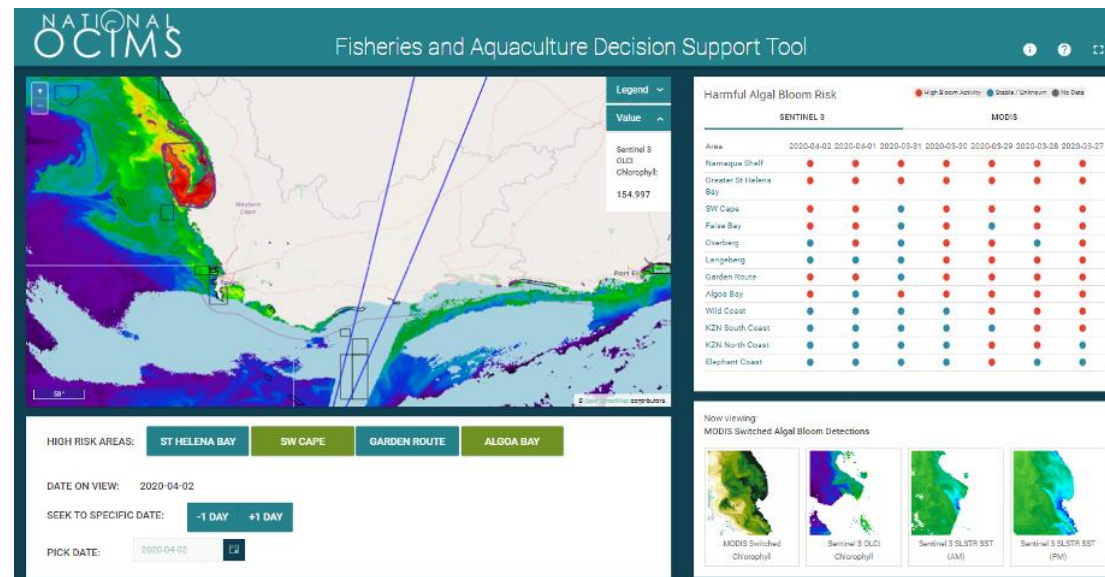 NATIONAL
OCIMS
Fisheries and Aquaculture Decision Support Tool
+
-
Legend
Value
Sentinel 3
OLCI
Chlorophyll:
154.997
Western
Cape
50°
© OpenStreetMap contributors.
Harmful Algal Bloom Risk
High Bloom Activity Stable / Unknown No Data
SENTINEL 3 MODIS
Area 2020-04-02 2020-04-01 2020-03-31 2020-03-30 2020-03-29 2020-03-28 2020-03-27
Namaqua Shelf
Greater St Helena
Bay
SW Cape
False Bay
Overberg
Langeberg
Garden Route
Algoa Bay
Wild Coast
KZN South Coast
KZN North Coast
Elephant Coast
HIGH RISK AREAS: ST HELENA BAY SW CAPE GARDEN ROUTE ALGOA BAY
DATE ON VIEW: 2020-04-02
SEEK TO SPECIFIC DATE: -1 DAY +1 DAY
PICK DATE: 2020-04-02
Now viewing:
MODIS Switched Algal Bloom Detections
MODIS Switched
Chlorophyll
Sentinel 3 OLCI
Chlorophyll
Sentinel 3 SLSTR SST
(AM)
Sentinel 3 SLSTR SST
(PM)